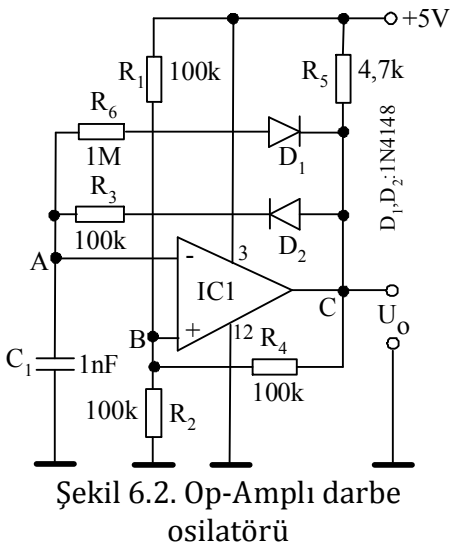 +5V
R1 100k
R5 4,7k
R6
1M
D1
D1,D2:1N4148
R3
100k
D2
A
-
3
IC1
C
Uo
B
+
12
R4
100k
C1 1nF
100k R2
Şekil 6.2. Op-Amplı darbe
osilatörü